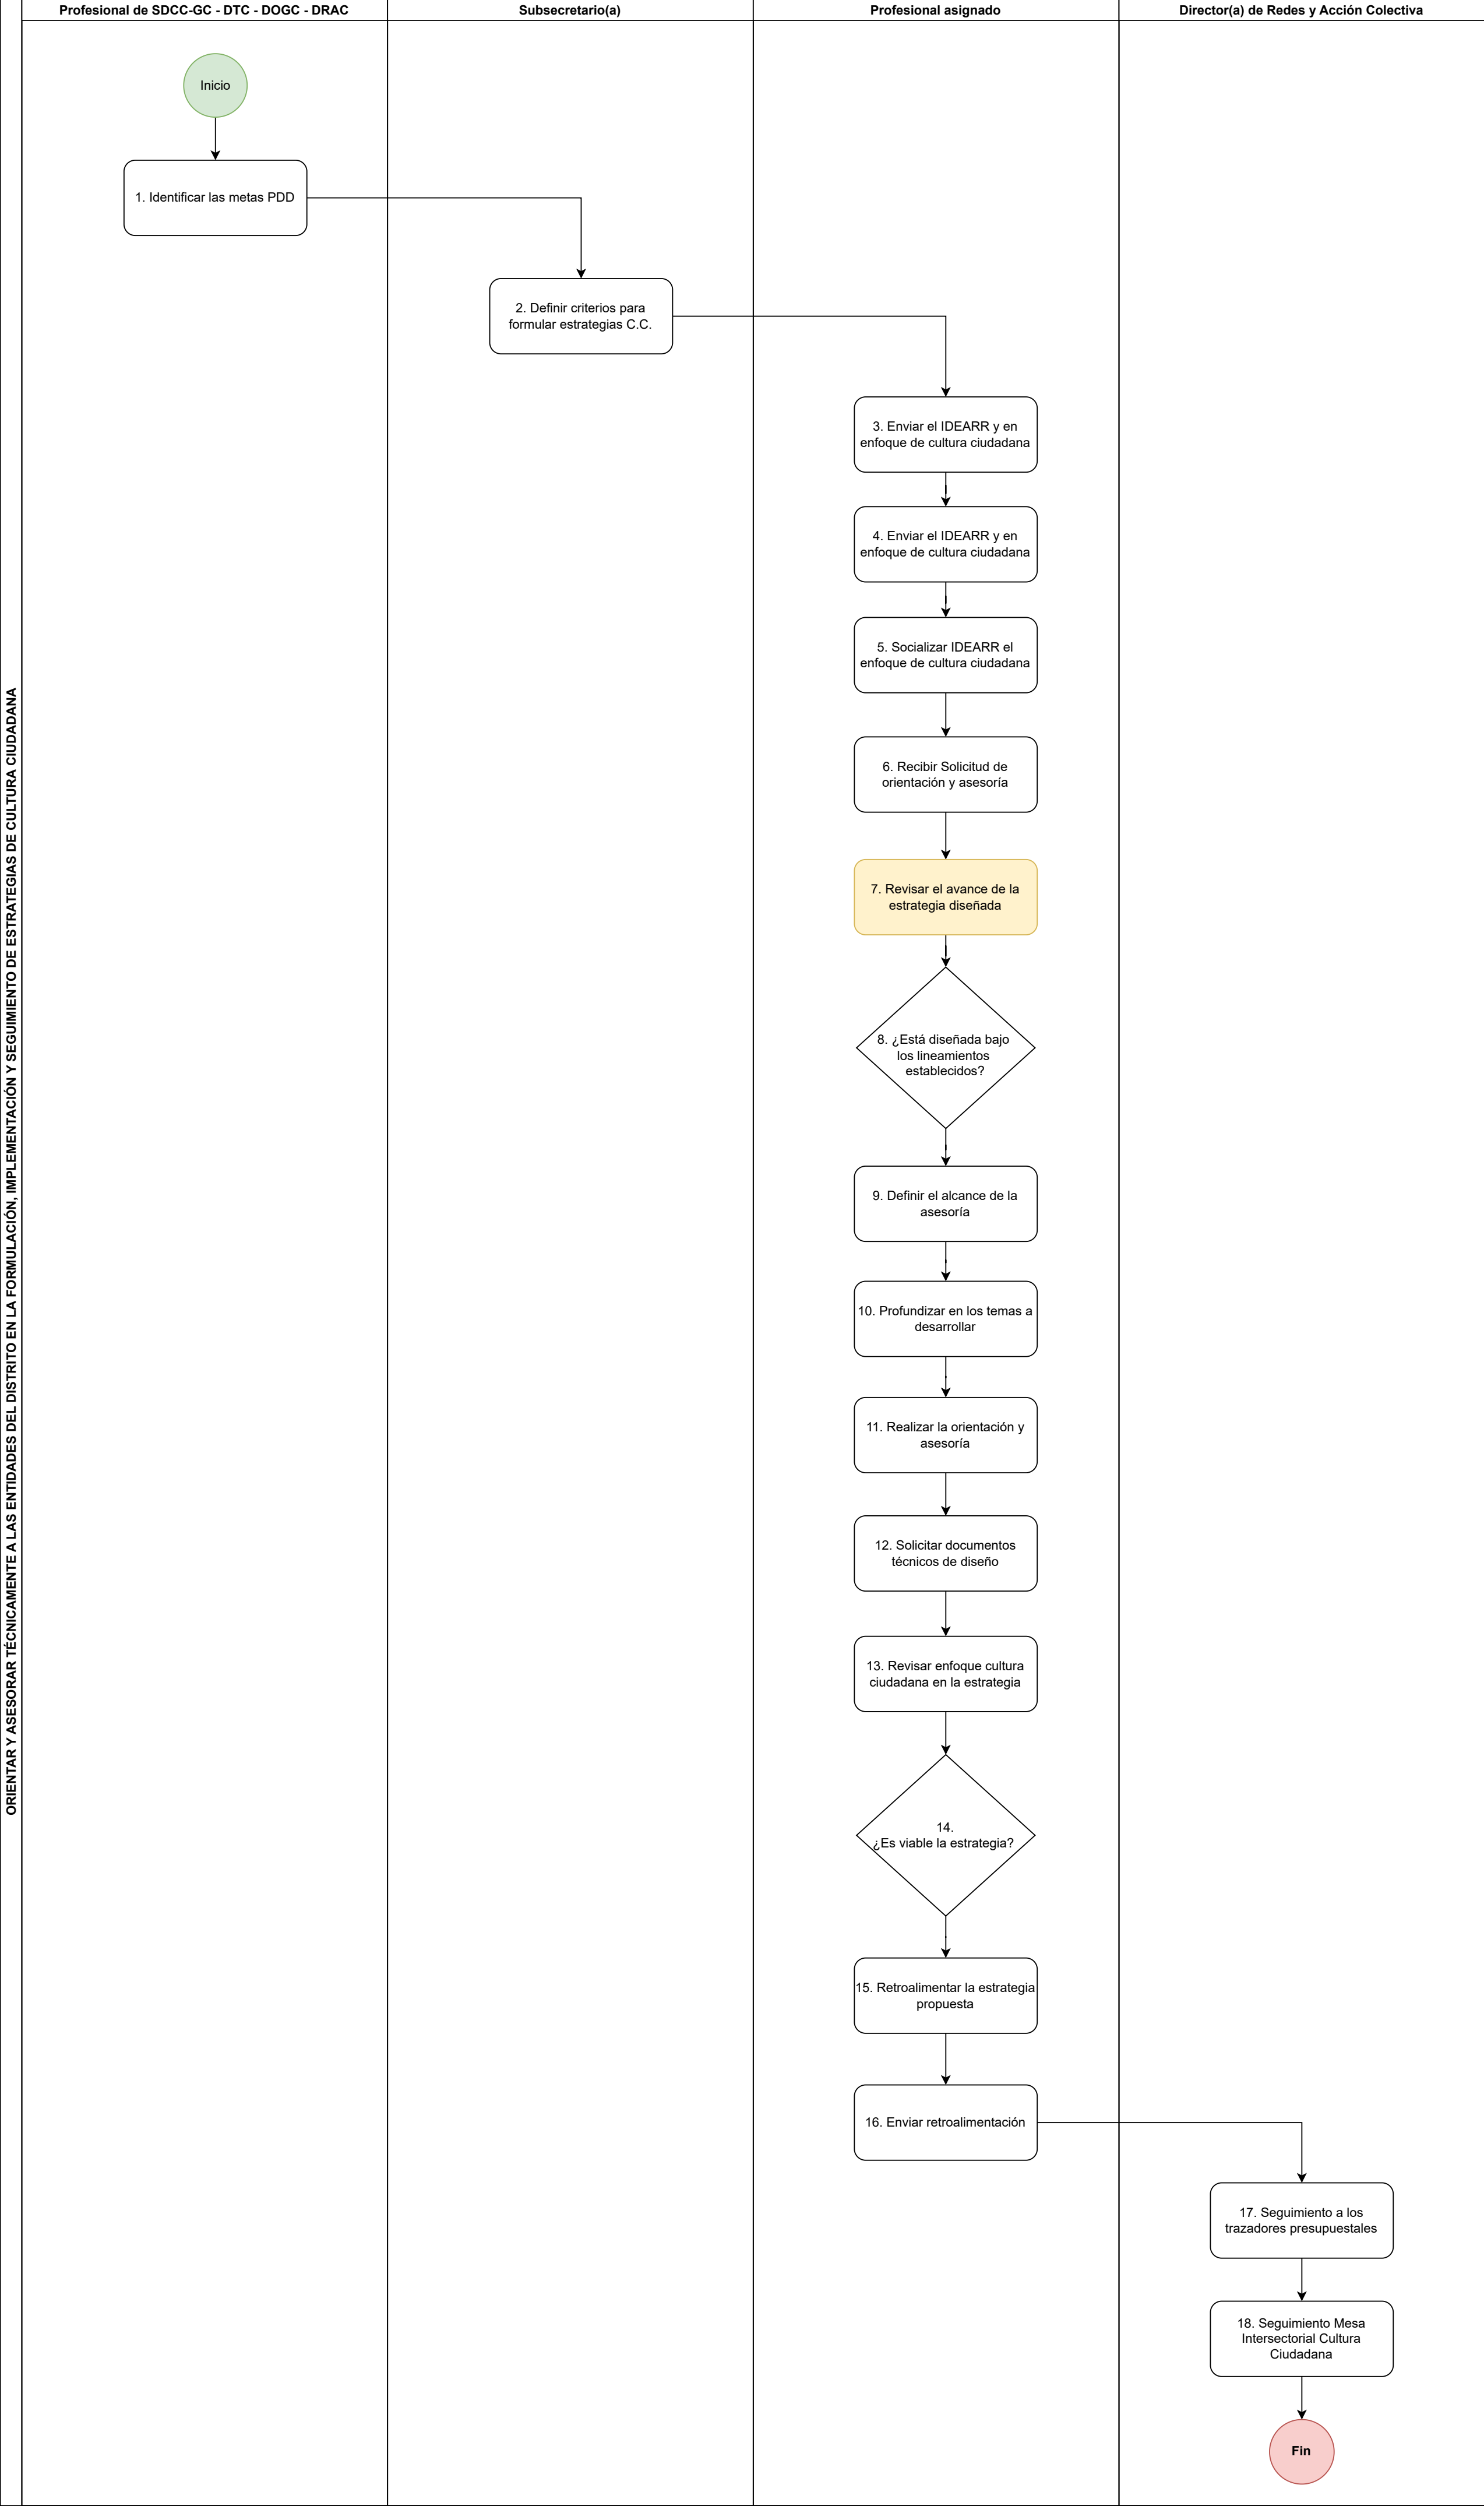 Profesional de SDCC-GC - DTC - DOGC - DRAC
Subsecretario(a)
Profesional asignado
Director(a) de Redes y Acción Colectiva
ORIENTAR Y ASESORAR TÉCNICAMENTE A LAS ENTIDADES DEL DISTRITO EN LA FORMULACIÓN, IMPLEMENTACIÓN Y SEGUIMIENTO DE ESTRATEGIAS DE CULTURA CIUDADANA
Inicio
1. Identificar las metas PDD
2. Definir criterios para
formular estrategias C.C.
3. Enviar el IDEARR y en
enfoque de cultura ciudadana
4. Enviar el IDEARR y en
enfoque de cultura ciudadana
5. Socializar IDEARR el
enfoque de cultura ciudadana
6. Recibir Solicitud de
orientación y asesoría
7. Revisar el avance de la
estrategia diseñada
8. ¿Está diseñada bajo
los lineamientos
establecidos?
9. Definir el alcance de la
asesoría
10. Profundizar en los temas a
desarrollar
11. Realizar la orientación y
asesoría
12. Solicitar documentos
técnicos de diseño
13. Revisar enfoque cultura
ciudadana en la estrategia
14.
¿Es viable la estrategia?
15. Retroalimentar la estrategia
propuesta
16. Enviar retroalimentación
17. Seguimiento a los
trazadores presupuestales
18. Seguimiento Mesa
Intersectorial Cultura
Ciudadana
Fin